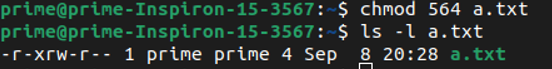 prime@prime-Inspiron-15-3567:~$ chmod 564 a.txt
prime@prime-Inspiron-15-3567:~$ ls -l a.txt
-r-xrw-r-- 1 prime prime 4 Sep  8 20:28 a.txt